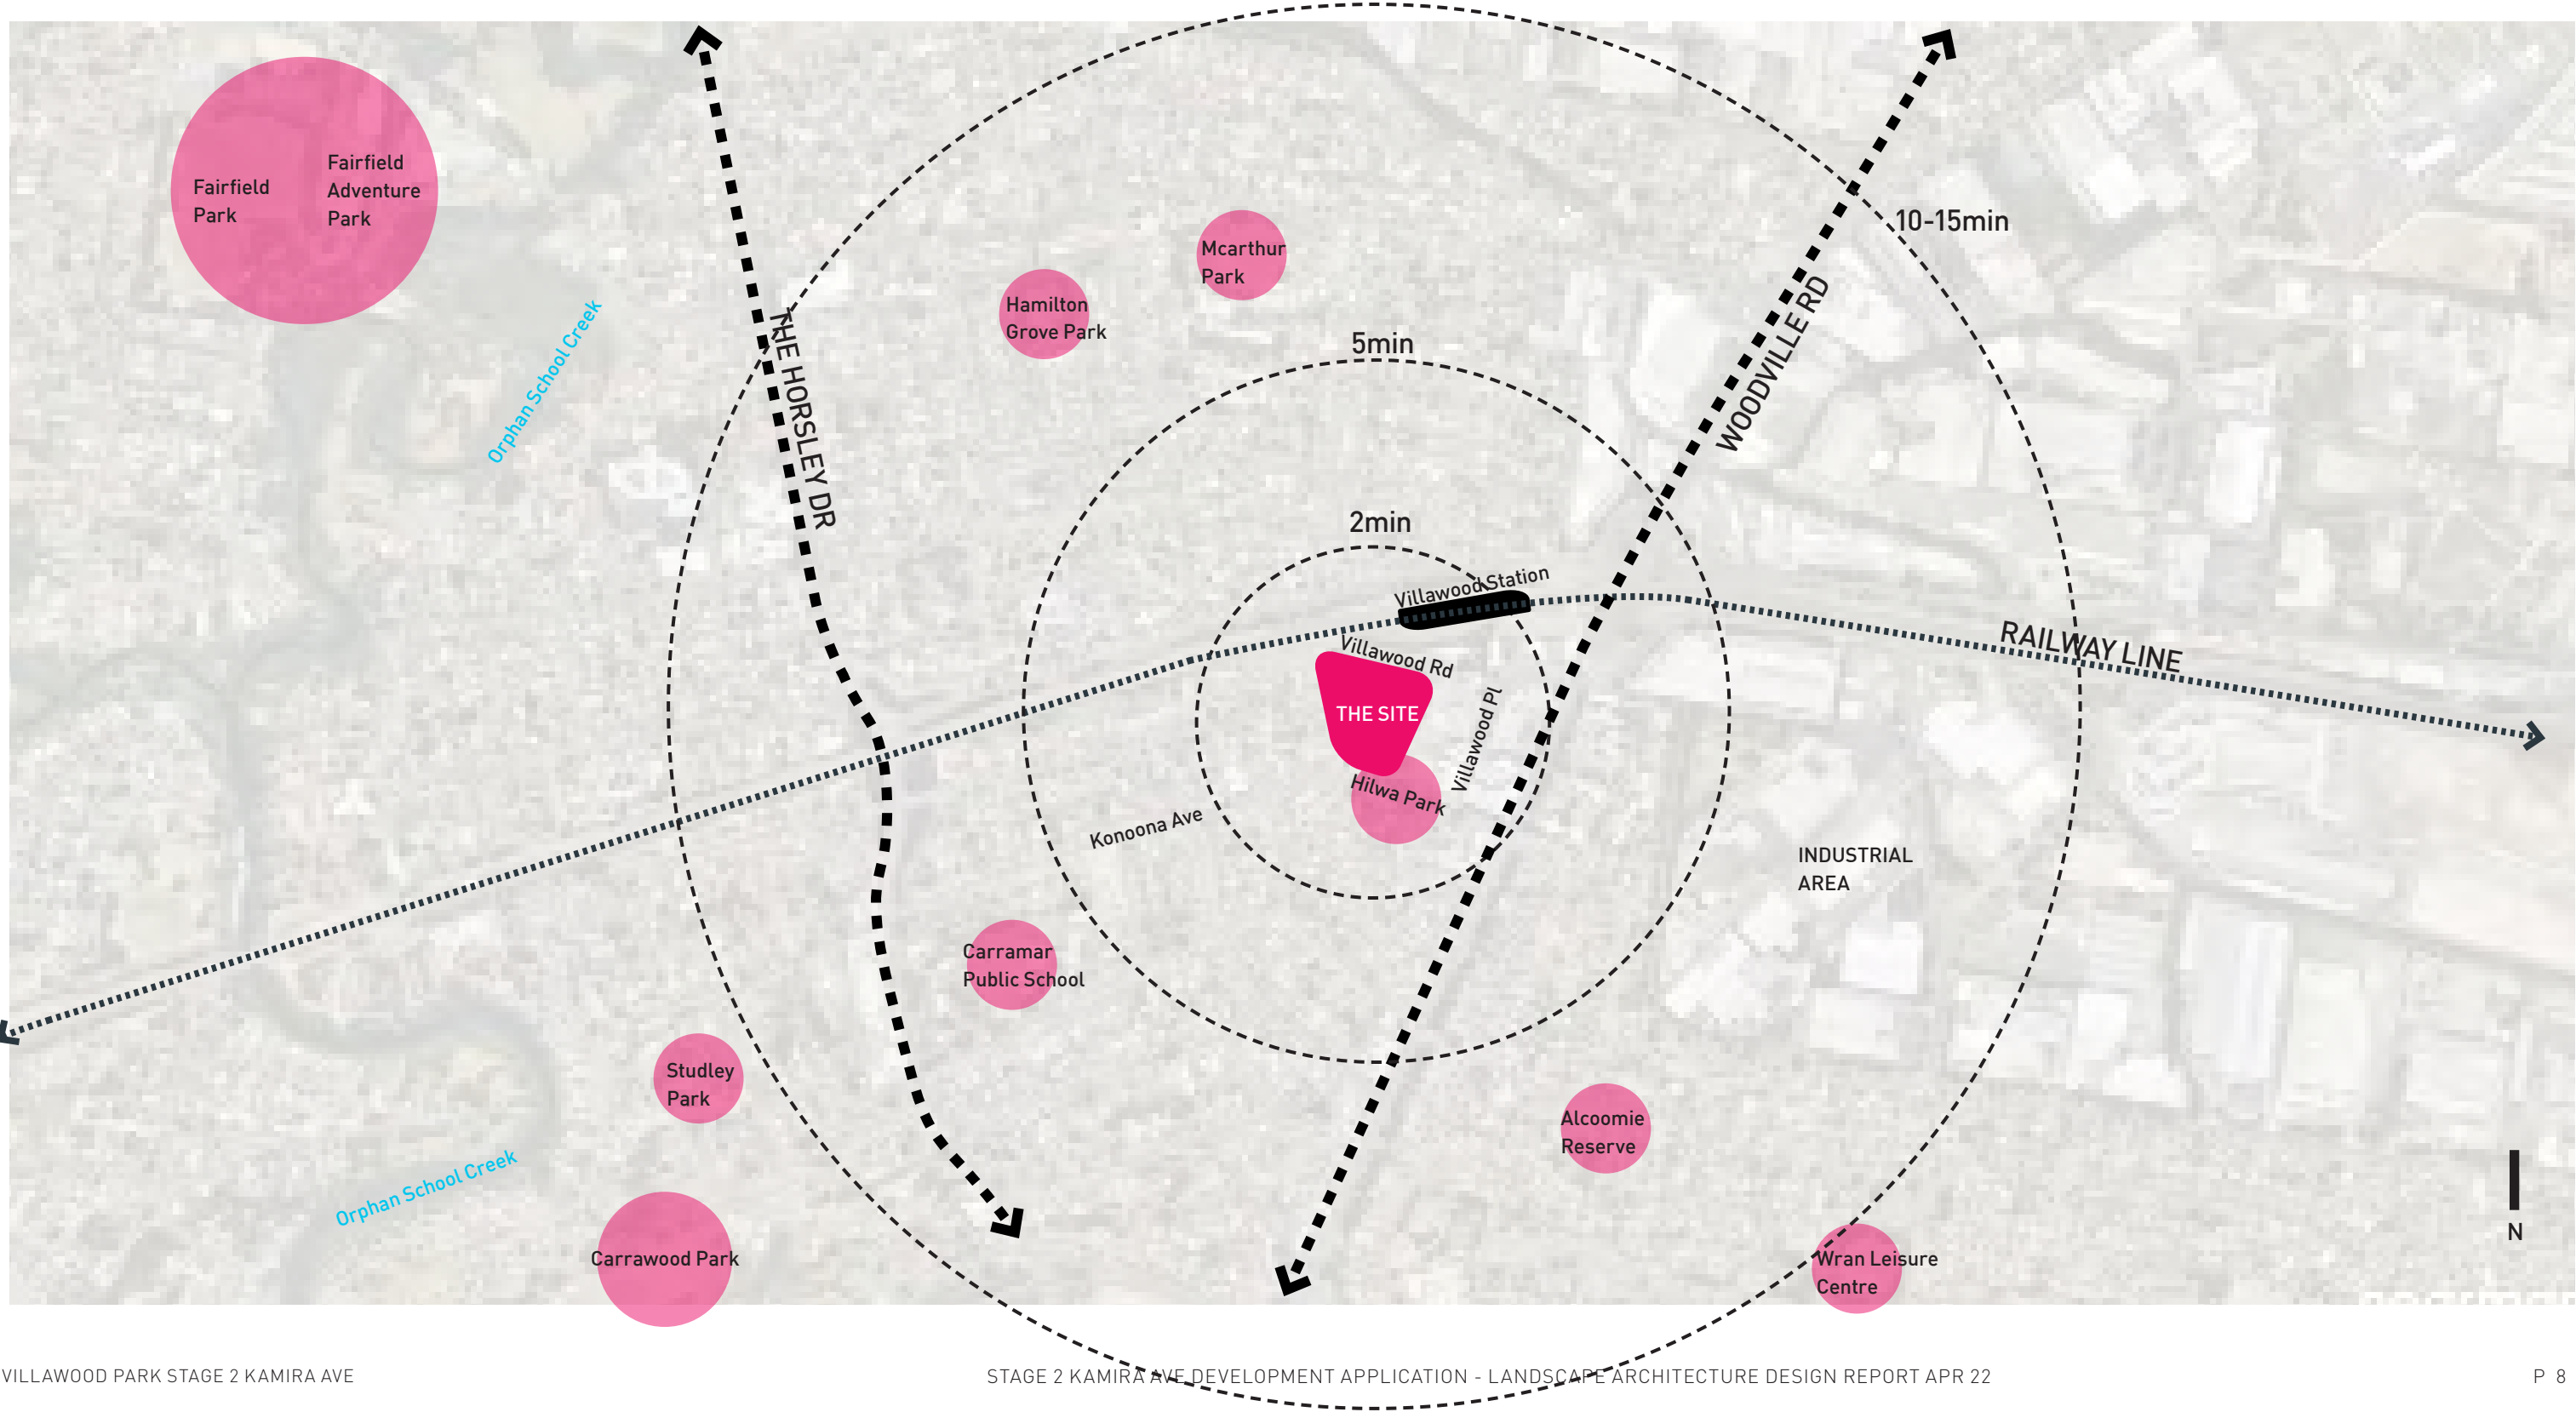 Fairfield
Park
Fairfield
Adventure
Park
10-15min
Mcarthur
Park
Hamilton
Grove Park
Orphan School Creek
THE HORSLEY DR
WOODVILLE RD
5min
2min
Villawood Station
RAILWAY LINE
Villawood Rd
THE SITE
Villawood Pl
Hilwa Park
Konoona Ave
INDUSTRIAL
AREA
Carramar
Public School
Studley
Park
Alcoomie
Reserve
Orphan School Creek
Carrawood Park
Wran Leisure
Centre
N
VILLAWOOD PARK STAGE 2 KAMIRA AVE
STAGE 2 KAMIRA AVE DEVELOPMENT APPLICATION - LANDSCAPE ARCHITECTURE DESIGN REPORT APR 22
P 8